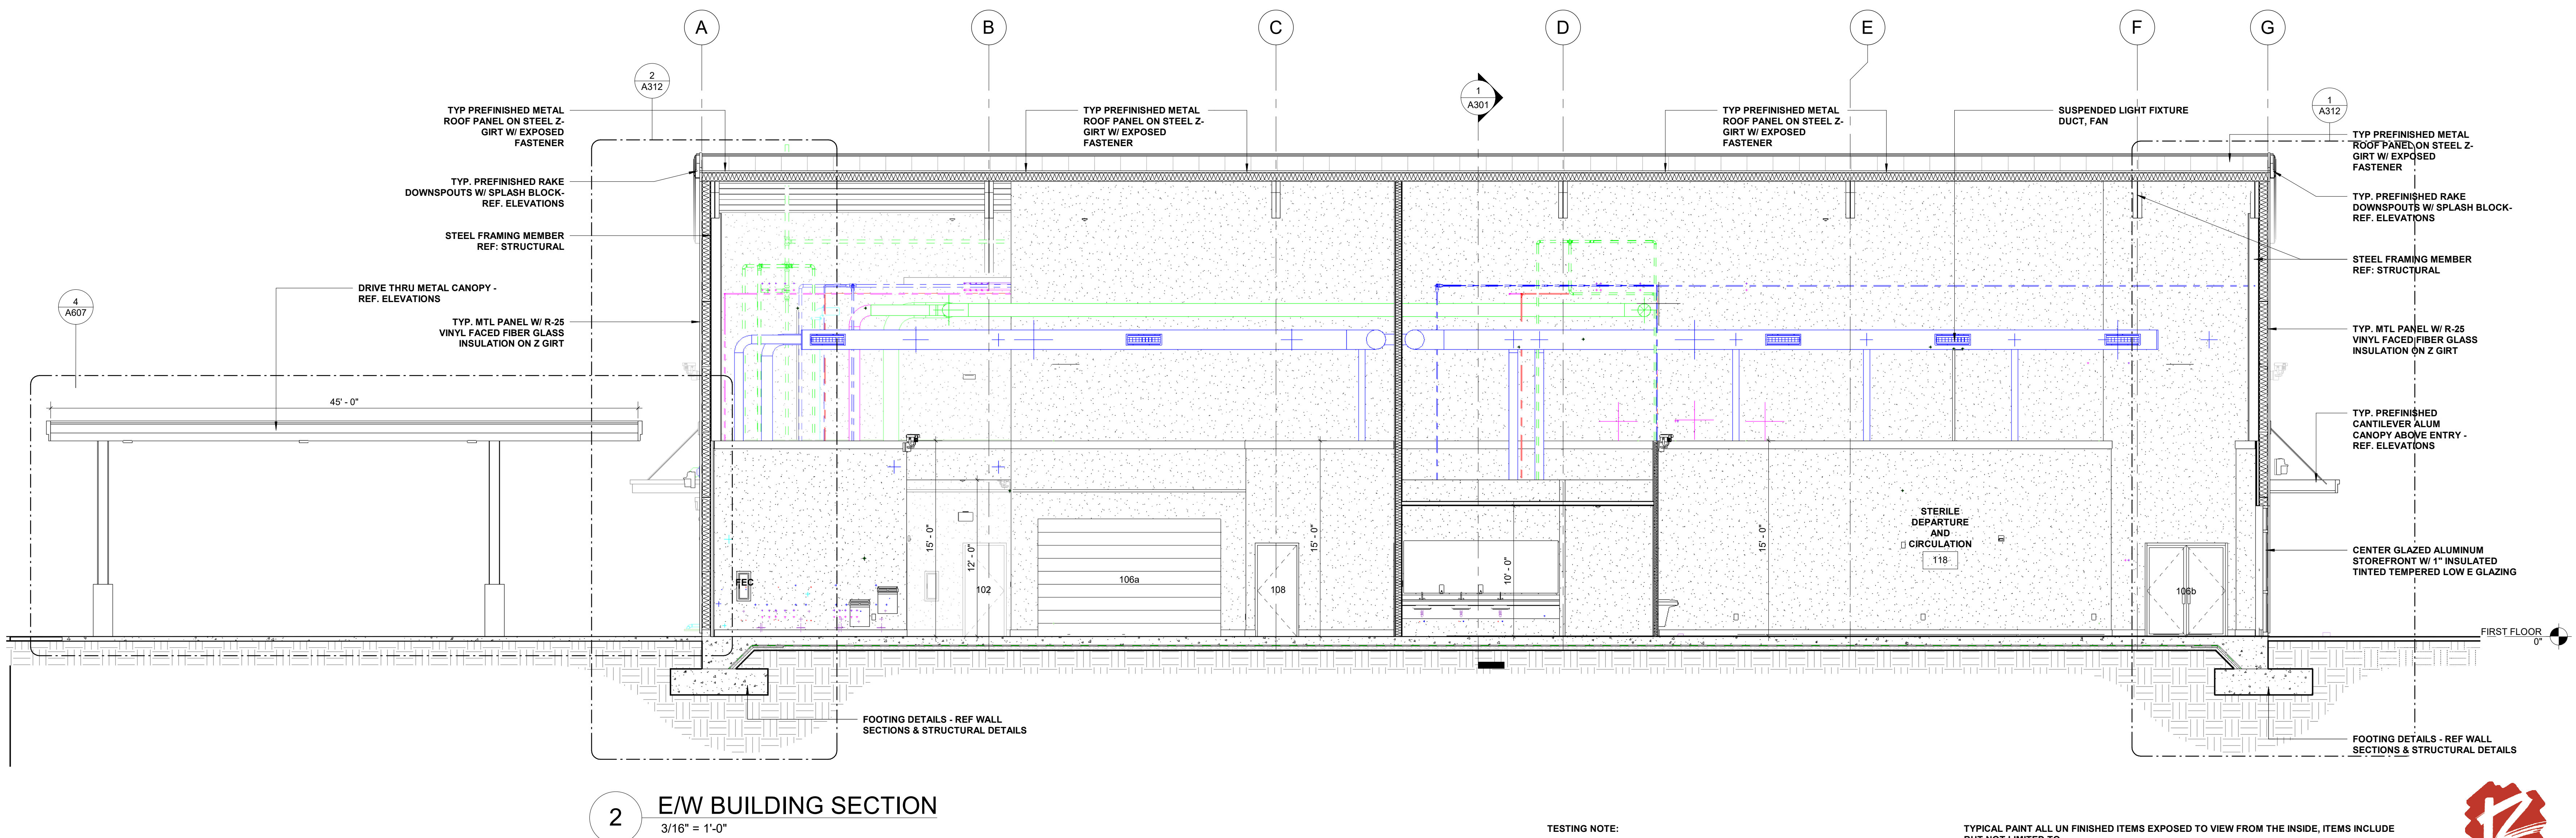 A
B
C
D
E
F
G
2
A312
1
A301
1
A312
4
A607
TYP PREFINISHED METAL
ROOF PANEL ON STEEL Z-
GIRT W/ EXPOSED
FASTENER
TYP. PREFINISHED RAKE
DOWNSPOUTS W/ SPLASH BLOCK-
REF. ELEVATIONS
STEEL FRAMING MEMBER
REF: STRUCTURAL
DRIVE THRU METAL CANOPY -
REF. ELEVATIONS
TYP. MTL PANEL W/ R-25
VINYL FACED FIBER GLASS
INSULATION ON Z GIRT
TYP PREFINISHED METAL
ROOF PANEL ON STEEL Z-
GIRT W/ EXPOSED
FASTENER
TYP PREFINISHED METAL
ROOF PANEL ON STEEL Z-
GIRT W/ EXPOSED
FASTENER
SUSPENDED LIGHT FIXTURE
DUCT, FAN
TYP PREFINISHED METAL
ROOF PANEL ON STEEL Z-
GIRT W/ EXPOSED
FASTENER
TYP. PREFINISHED RAKE
DOWNSPOUTS W/ SPLASH BLOCK-
REF. ELEVATIONS
STEEL FRAMING MEMBER
REF: STRUCTURAL
TYP. MTL PANEL W/ R-25
VINYL FACED FIBER GLASS
INSULATION ON Z GIRT
TYP. PREFINISHED
CANTILEVER ALUM
CANOPY ABOVE ENTRY -
REF. ELEVATIONS
CENTER GLAZED ALUMINUM
STOREFRONT W/ 1" INSULATED
TINTED TEMPERED LOW E GLAZING
45' - 0"
FEC
15' - 0"
12' - 0"
102
106a
108
15' - 0"
10' - 0"
15' - 0"
STERILE
DEPARTURE
AND
CIRCULATION
118
106b
FIRST FLOOR
0"
FOOTING DETAILS - REF WALL
SECTIONS & STRUCTURAL DETAILS
FOOTING DETAILS - REF WALL
SECTIONS & STRUCTURAL DETAILS
2
E/W BUILDING SECTION
3/16" = 1'-0"
TESTING NOTE:
TYPICAL PAINT ALL UN FINISHED ITEMS EXPOSED TO VIEW FROM THE INSIDE, ITEMS INCLUDE
BUT NOT LIMITED TO